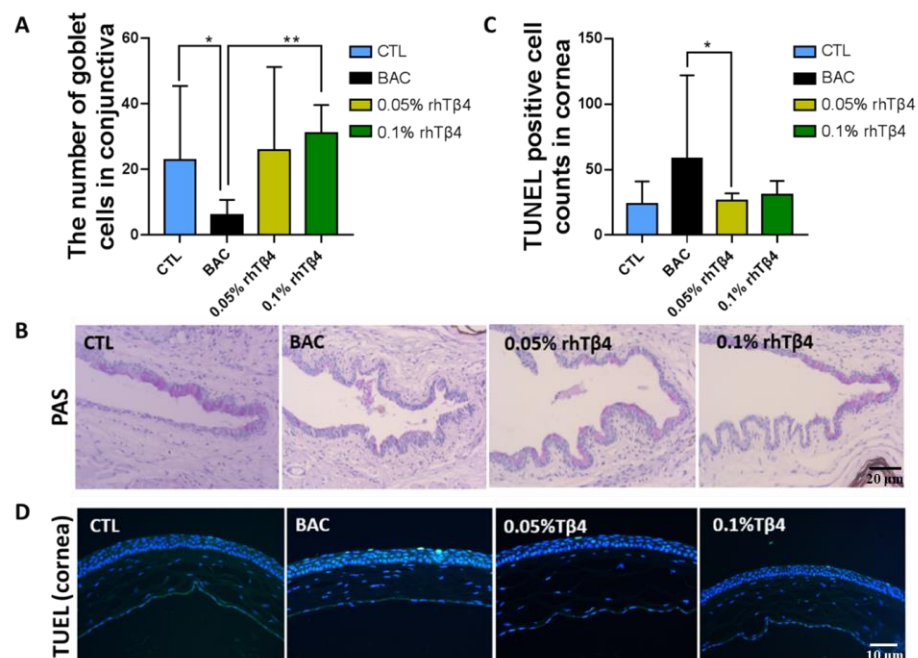 A
The number of goblet
cells in conjunctiva
60
40
20
0
*
**
CTL
BAC
0.05% rhTβ4
0.1% rhTβ4
CTL
BAC
0.05% rhTβ4
0.1% rhTβ4
C
TUNEL positive cell
counts in cornea
150
100
50
0
*
CTL
BAC
0.05% rhTβ4
0.1% rhTβ4
CTL
BAC
0.05% rhTβ4
0.1% rhTβ4
B
PAS
CTL
BAC
0.05% rhTβ4
0.1% rhTβ4
20 μm
D
TUEL (cornea)
CTL
BAC
0.05%Tβ4
0.1%Tβ4
10 μm